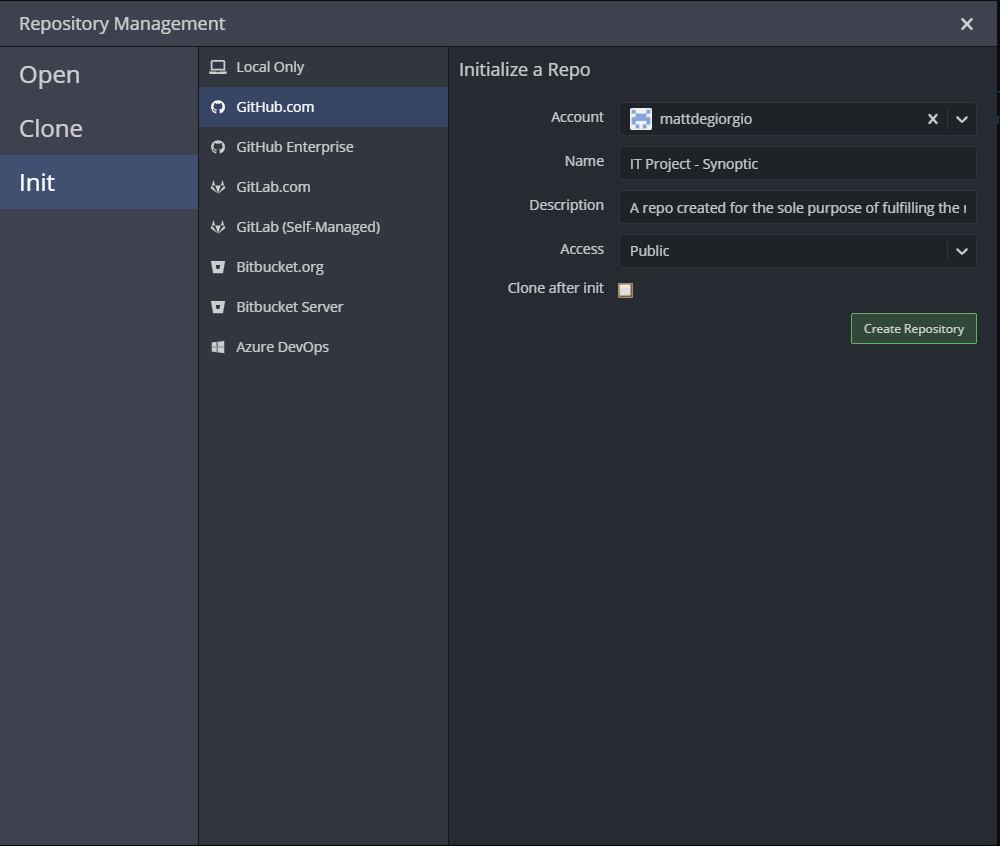 Repository Management
Open
Clone
Init
Local Only
GitHub.com
GitHub Enterprise
GitLab.com
GitLab (Self-Managed)
Bitbucket.org
Bitbucket Server
Azure DevOps
Initialize a Repo
Account mattdegiorgio
Name IT Project - Synoptic
Description A repo created for the sole purpose of fulfilling the
Access Public
Clone after init
Create Repository